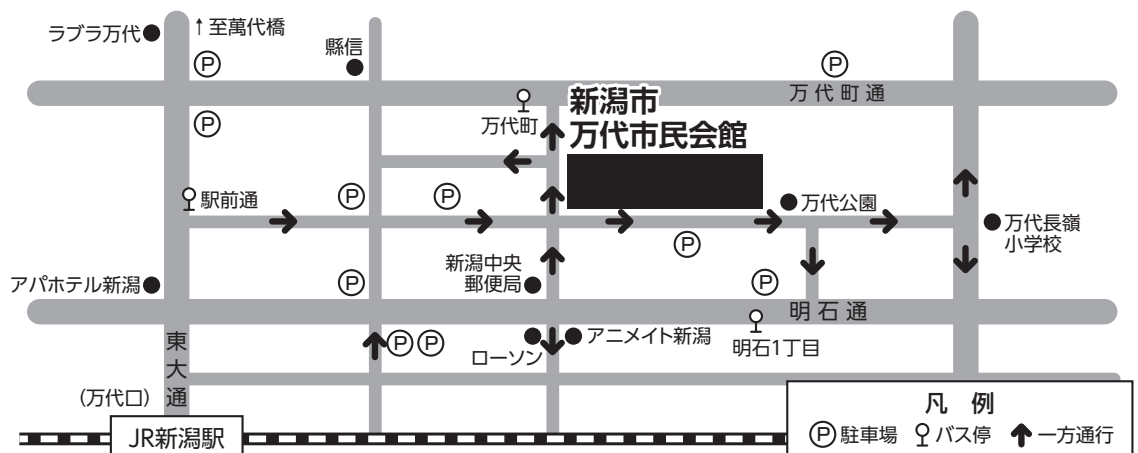 ラブラ万代
↑至萬代橋
縣信
P
P
P
万代町通
新潟市
万代市民会館
万代町
駅前通
P
P
万代公園
万代長嶺
小学校
P
新潟中央
郵便局
アパホテル新潟
P
P
明石通
東大通
P P
ローソン
アニメイト新潟
明石1丁目
(万代口)
JR新潟駅
凡例
P 駐車場 バス停 一方通行